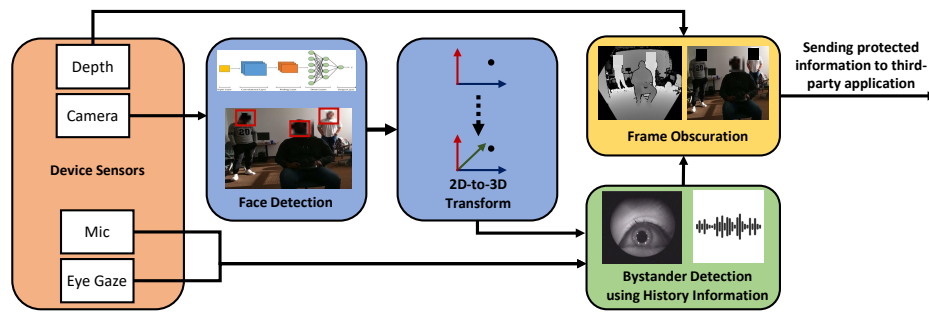 Depth
Camera
Device Sensors
Mic
Eye Gaze
Face Detection
2D-to-3D
Transform
Frame Obscuration
Bystander Detection
using History Information
Sending protected
information to third-
party application